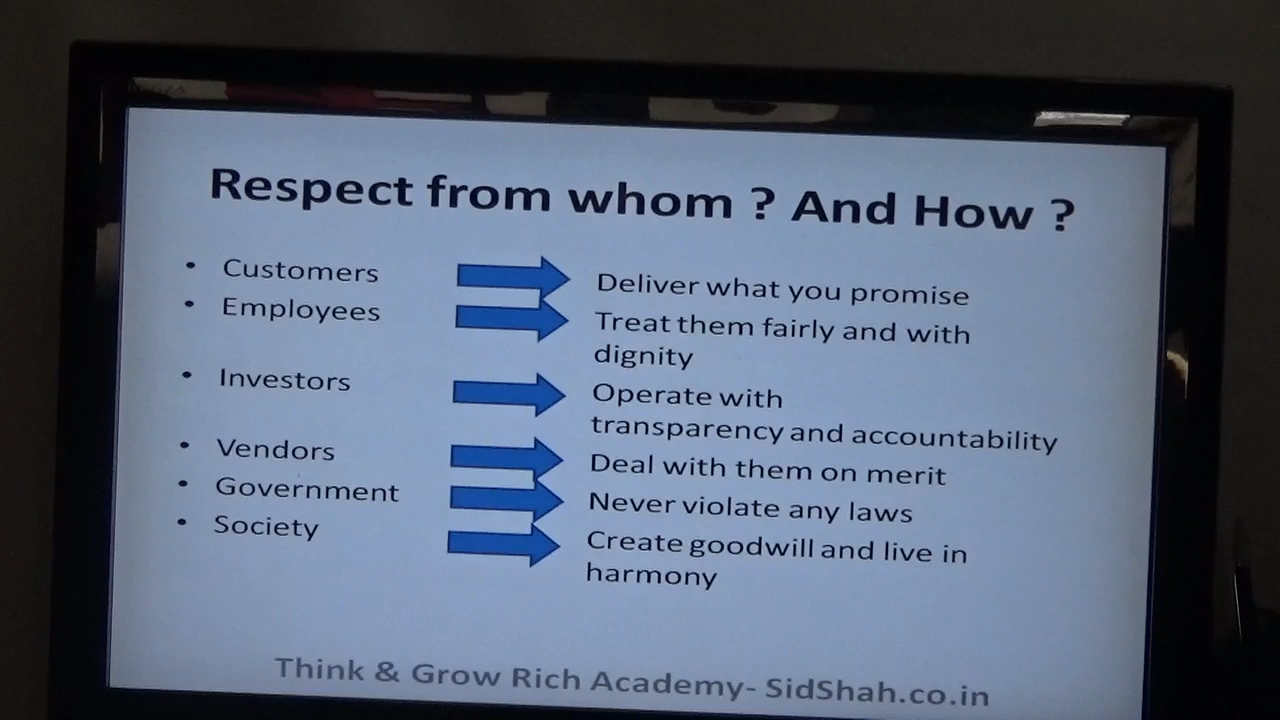 Respect from whom ? And How ?
• Customers Deliver what you promise
• Employees Treat them fairly and with
dignity
• Investors Operate with
transparency and accountability
• Vendors Deal with them on merit
• Government Never violate any laws
• Society Create goodwill and live in
harmony
Think & Grow Rich Academy- SidShah.co.in